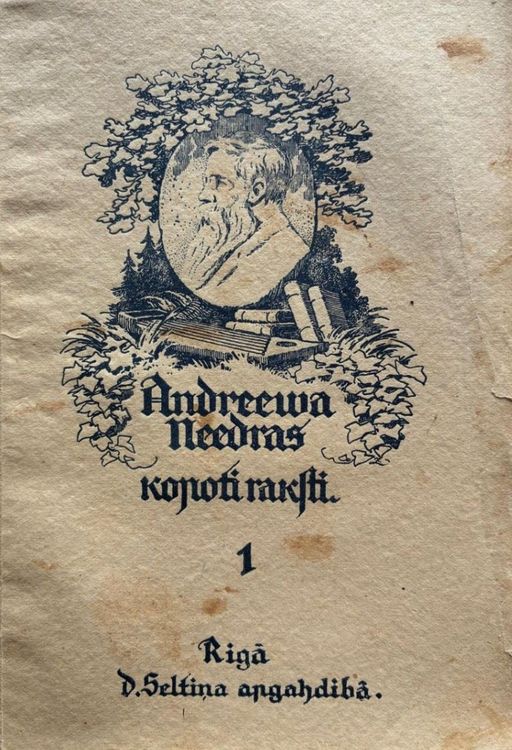 Andreewa
Needras
kopoti raksti.
1
Rigā
D. Seltiņa apgahdibā.